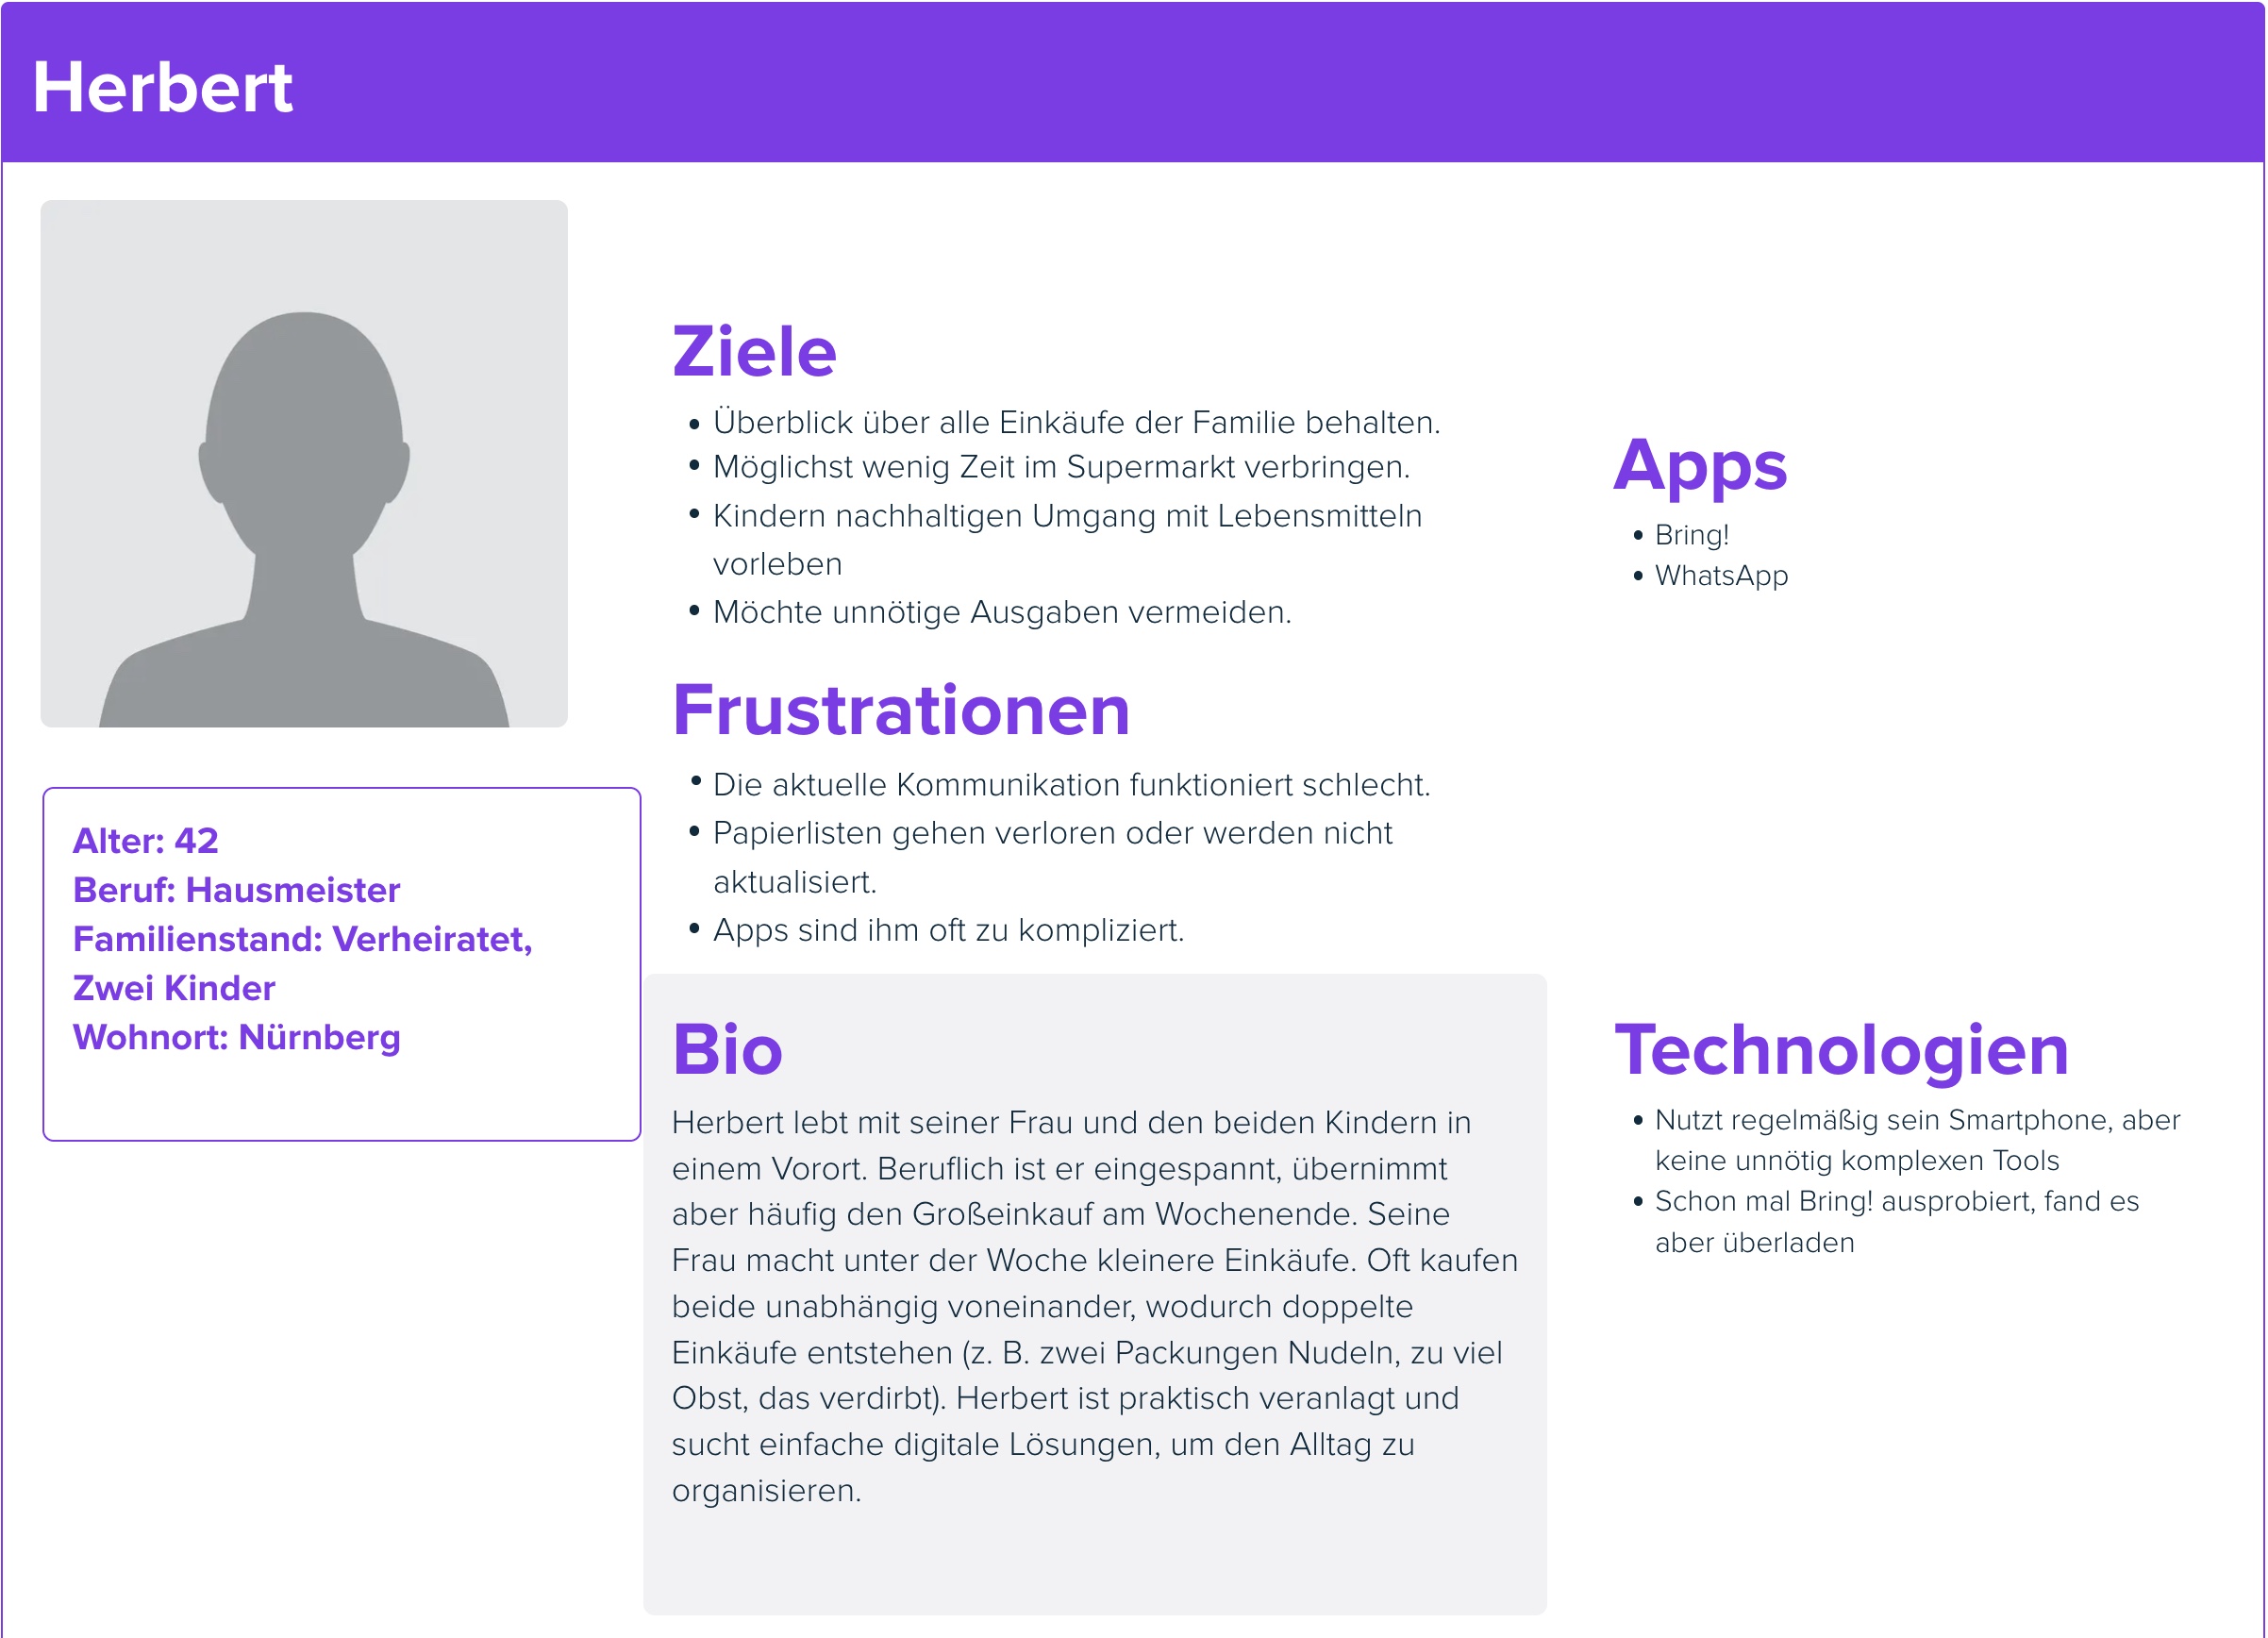 Herbert
Alter: 42
Beruf: Hausmeister
Familienstand: Verheiratet,
Zwei Kinder
Wohnort: Nürnberg
Ziele
• Überblick über alle Einkäufe der Familie behalten.
• Möglichst wenig Zeit im Supermarkt verbringen.
• Kindern nachhaltigen Umgang mit Lebensmitteln
vorleben
• Möchte unnötige Ausgaben vermeiden.
Frustrationen
• Die aktuelle Kommunikation funktioniert schlecht.
• Papierlisten gehen verloren oder werden nicht
aktualisiert.
• Apps sind ihm oft zu kompliziert.
Bio
Herbert lebt mit seiner Frau und den beiden Kindern in
einem Vorort. Beruflich ist er eingespannt, übernimmt
aber häufig den Großeinkauf am Wochenende. Seine
Frau macht unter der Woche kleinere Einkäufe. Oft kaufen
beide unabhängig voneinander, wodurch doppelte
Einkäufe entstehen (z. B. zwei Packungen Nudeln, zu viel
Obst, das verdirbt). Herbert ist praktisch veranlagt und
sucht einfache digitale Lösungen, um den Alltag zu
organisieren.
Apps
• Bring!
• WhatsApp
Technologien
• Nutzt regelmäßig sein Smartphone, aber
keine unnötig komplexen Tools
• Schon mal Bring! ausprobiert, fand es
aber überladen